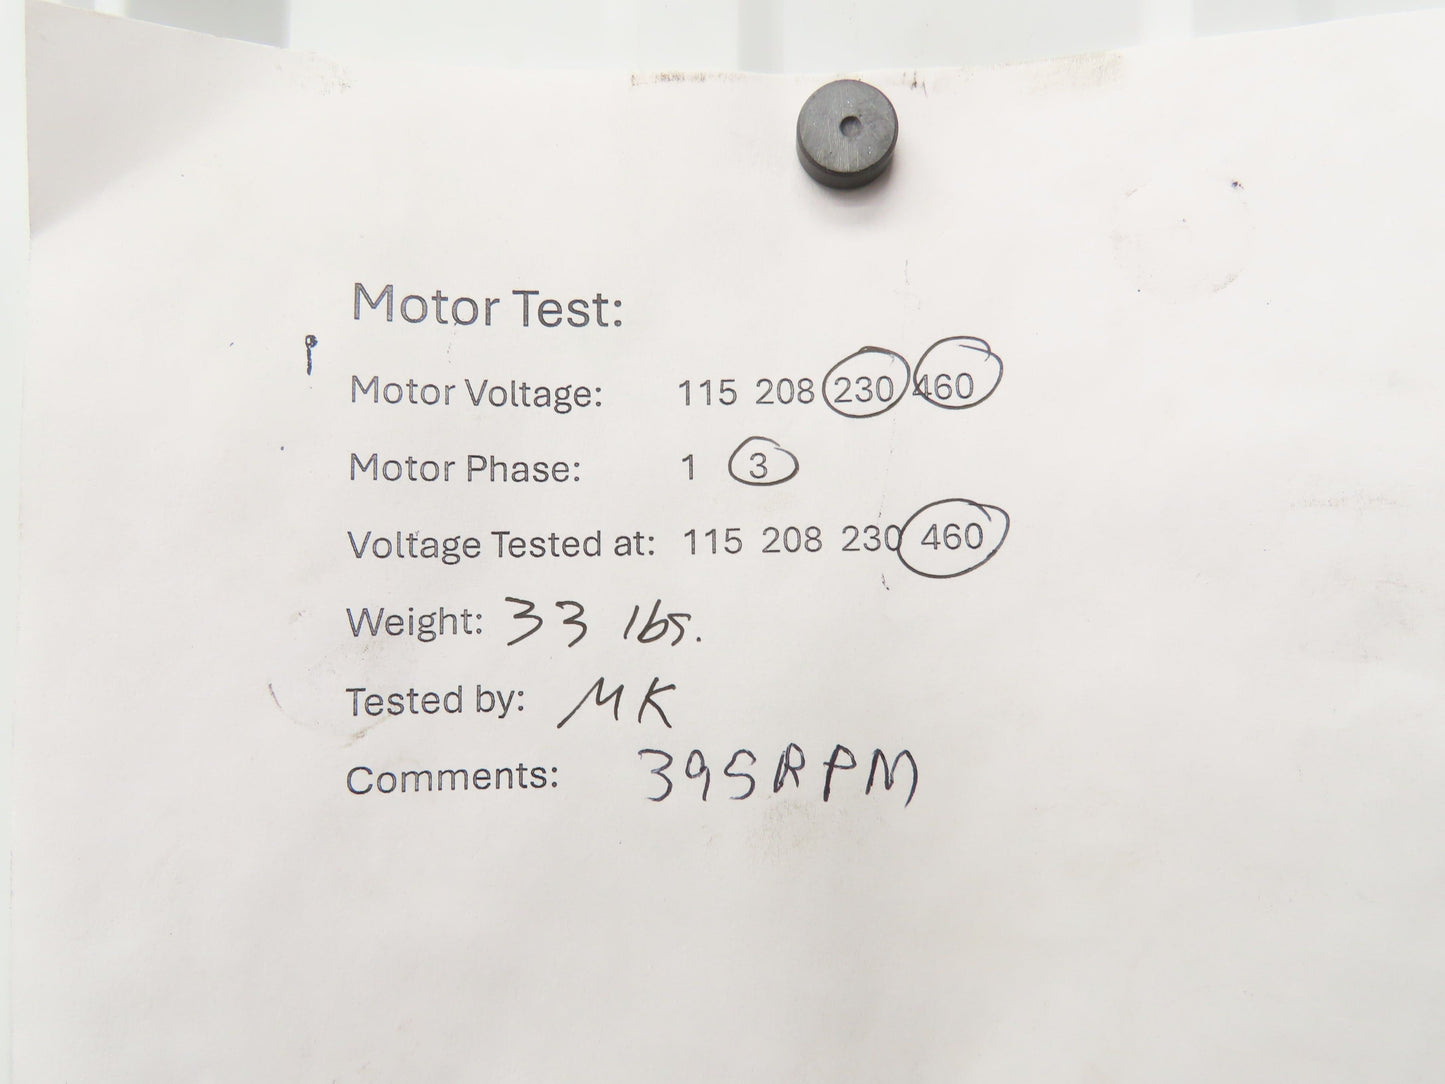 Motor Test:
Motor Voltage: 115 208 230 460
Motor Phase: 1 3
Voltage Tested at: 115 208 230 460
Weight: 33 lbs.
Tested by: MK
Comments: 395RPM